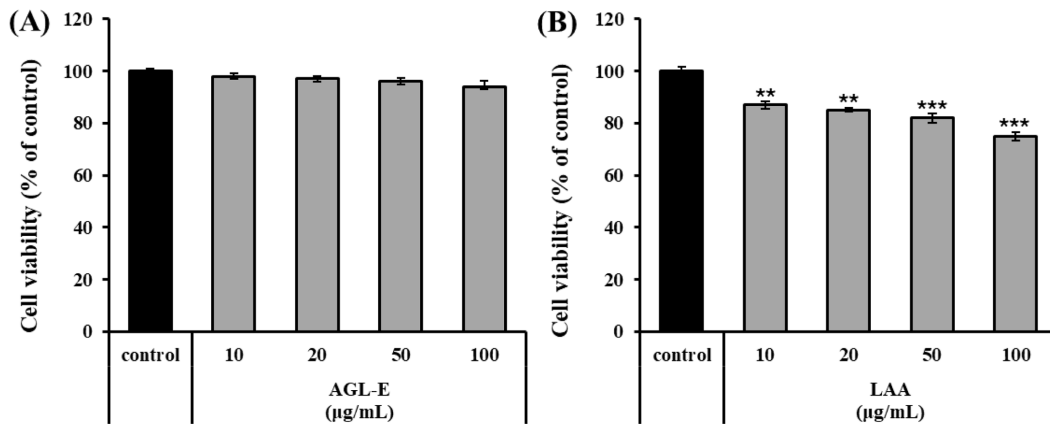 (A)
Cell viability (% of control)
120
100
80
60
40
20
0
control 10 20 50 100
AGL-E
(μg/mL)
(B)
Cell viability (% of control)
120
100
80
60
40
20
0
** ** *** ***
control 10 20 50 100
LAA
(μg/mL)